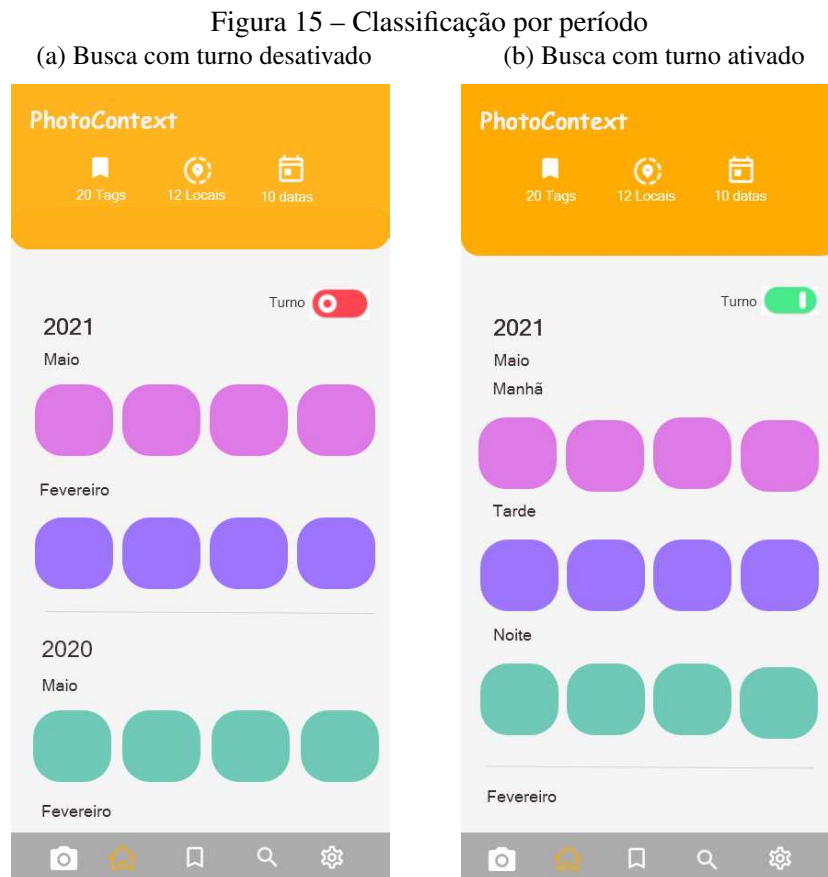 Figura 15 – Classificação por período
(a) Busca com turno desativado
(b) Busca com turno ativado
PhotoContext
20 Tags
12 Locais
10 datas
Turno
2021
Maio
Fevereiro
2020
Maio
Fevereiro
PhotoContext
20 Tags
12 Locais
10 datas
Turno
2021
Maio
Manhã
Tarde
Noite
Fevereiro